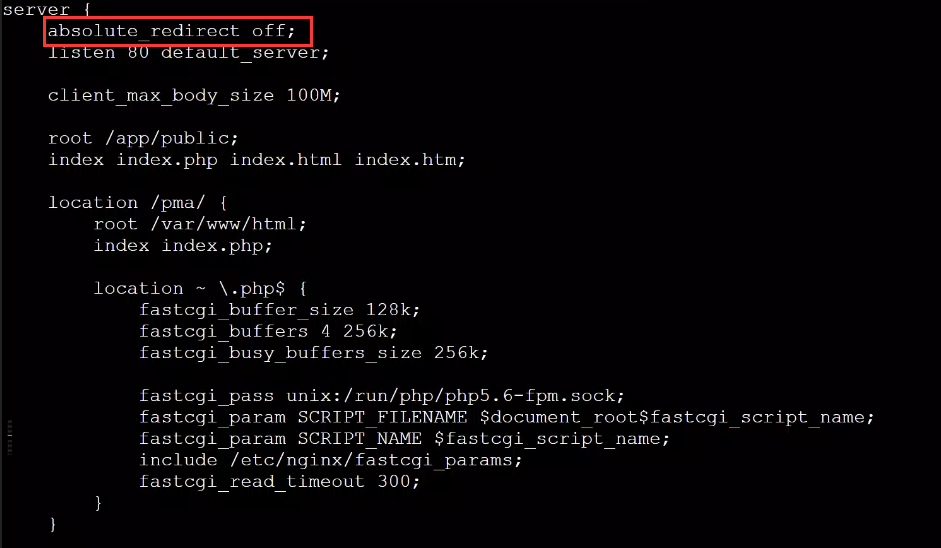 server {
absolute_redirect off;
listen 80 default_server;
client_max_body_size 100M;
root /app/public;
index index.php index.html index.htm;
location /pma/ {
root /var/www/html;
index index.php;
location ~ \.php$ {
fastcgi_buffer_size 128k;
fastcgi_buffers 4 256k;
fastcgi_busy_buffers_size 256k;
fastcgi_pass unix:/run/php/php5.6-fpm.sock;
fastcgi_param SCRIPT_FILENAME $document_root$fastcgi_script_name;
fastcgi_param SCRIPT_NAME $fastcgi_script_name;
include /etc/nginx/fastcgi_params;
fastcgi_read_timeout 300;
}
}